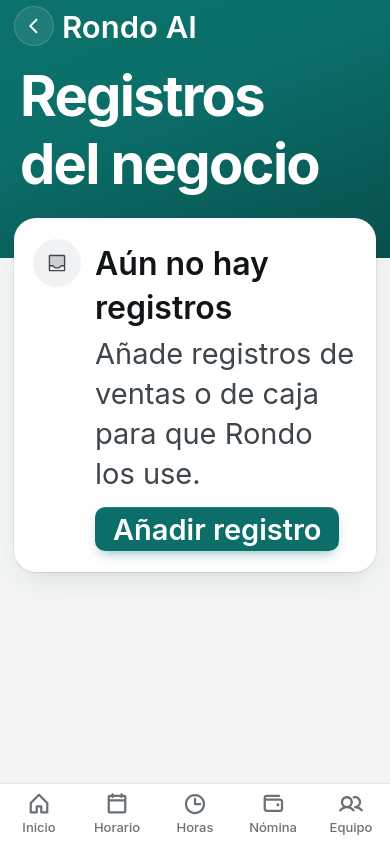 Rondo AI
Registros
del negocio
Aún no hay
registros
Añade registros de
ventas o de caja
para que Rondo
los use.
Añadir registro
Inicio
Horario
Horas
Nómina
Equipo